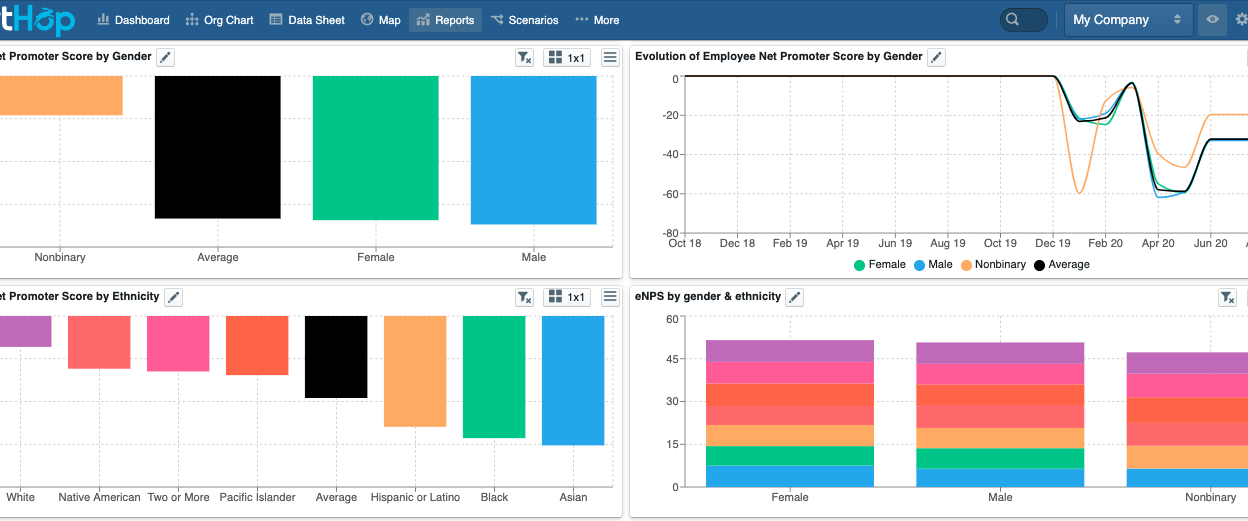 tHop Dashboard Org Chart Data Sheet Map Reports Scenarios More My Company
et Promoter Score by Gender 1x1
Nonbinary Average Female Male
Evolution of Employee Net Promoter Score by Gender
0
-20
-40
-60
-80
Oct 18 Dec 18 Feb 19 Apr 19 Jun 19 Aug 19 Oct 19 Dec 19 Feb 20 Apr 20 Jun 20 A
Female Male Nonbinary Average
et Promoter Score by Ethnicity 1x1
White Native American Two or More Pacific Islander Average Hispanic or Latino Black Asian
eNPS by gender & ethnicity
60
45
30
15
0
Female Male Nonbinary